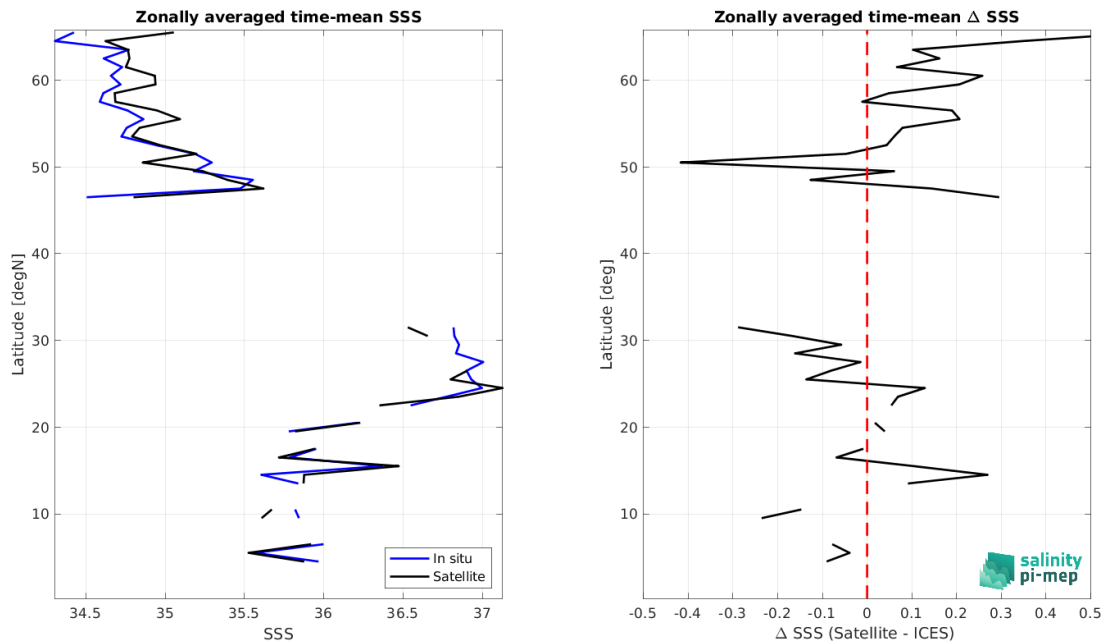 Zonally averaged time-mean SSS
Latitude [degN]
60
50
40
30
20
10
34.5 35 35.5 36 36.5 37
SSS
In situ
Satellite
Zonally averaged time-mean Δ SSS
Latitude [deg]
60
50
40
30
20
10
-0.5 -0.4 -0.3 -0.2 -0.1 0 0.1 0.2 0.3 0.4 0.5
Δ SSS (Satellite - ICES)
salinity
pi-mep